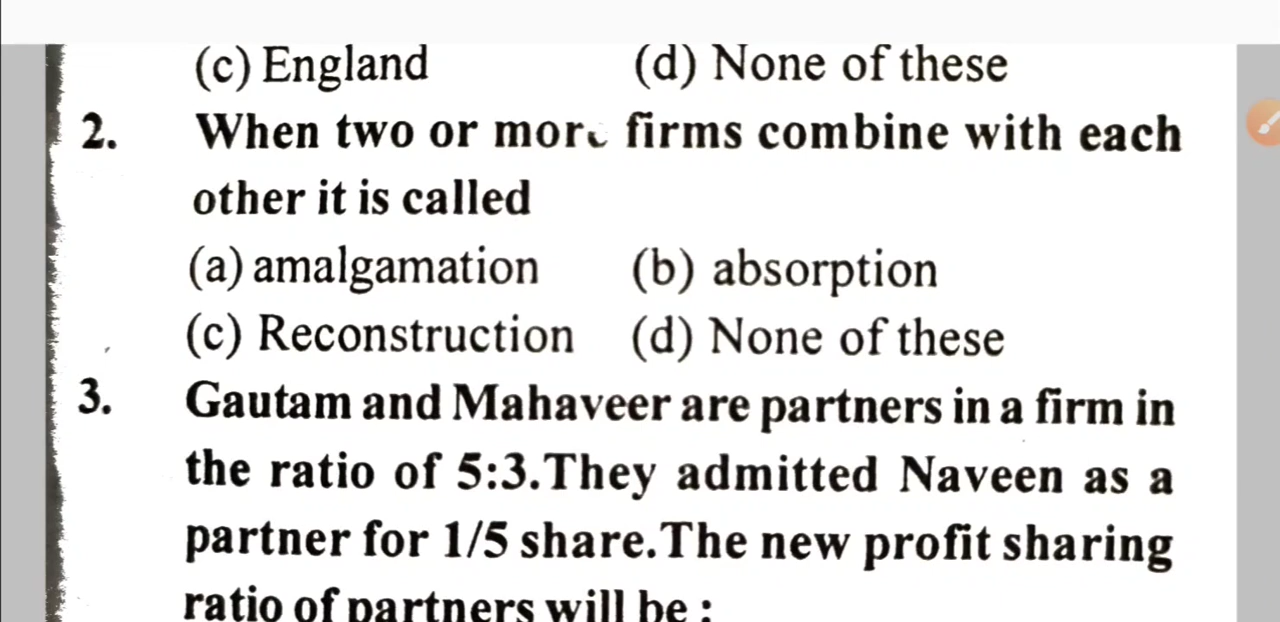 (c) England (d) None of these
2. When two or more firms combine with each
other it is called
(a) amalgamation (b) absorption
(c) Reconstruction (d) None of these
3. Gautam and Mahaveer are partners in a firm in
the ratio of 5:3.They admitted Naveen as a
partner for 1/5 share.The new profit sharing
ratio of partners will be :